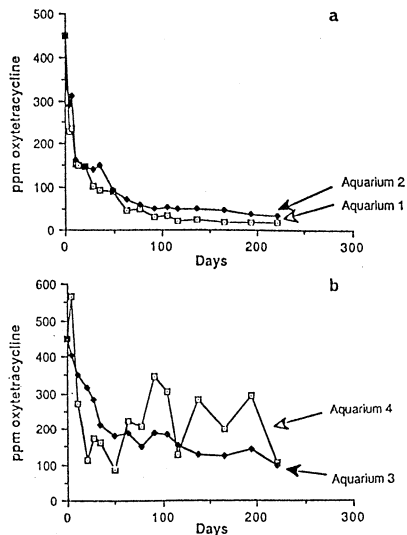 a
500
400
300
200
100
0
ppm oxytetracycline
Aquarium 2
Aquarium 1
0 100 200 300
Days
b
600
500
400
300
200
100
0
ppm oxytetracycline
Aquarium 4
Aquarium 3
0 100 200 300
Days